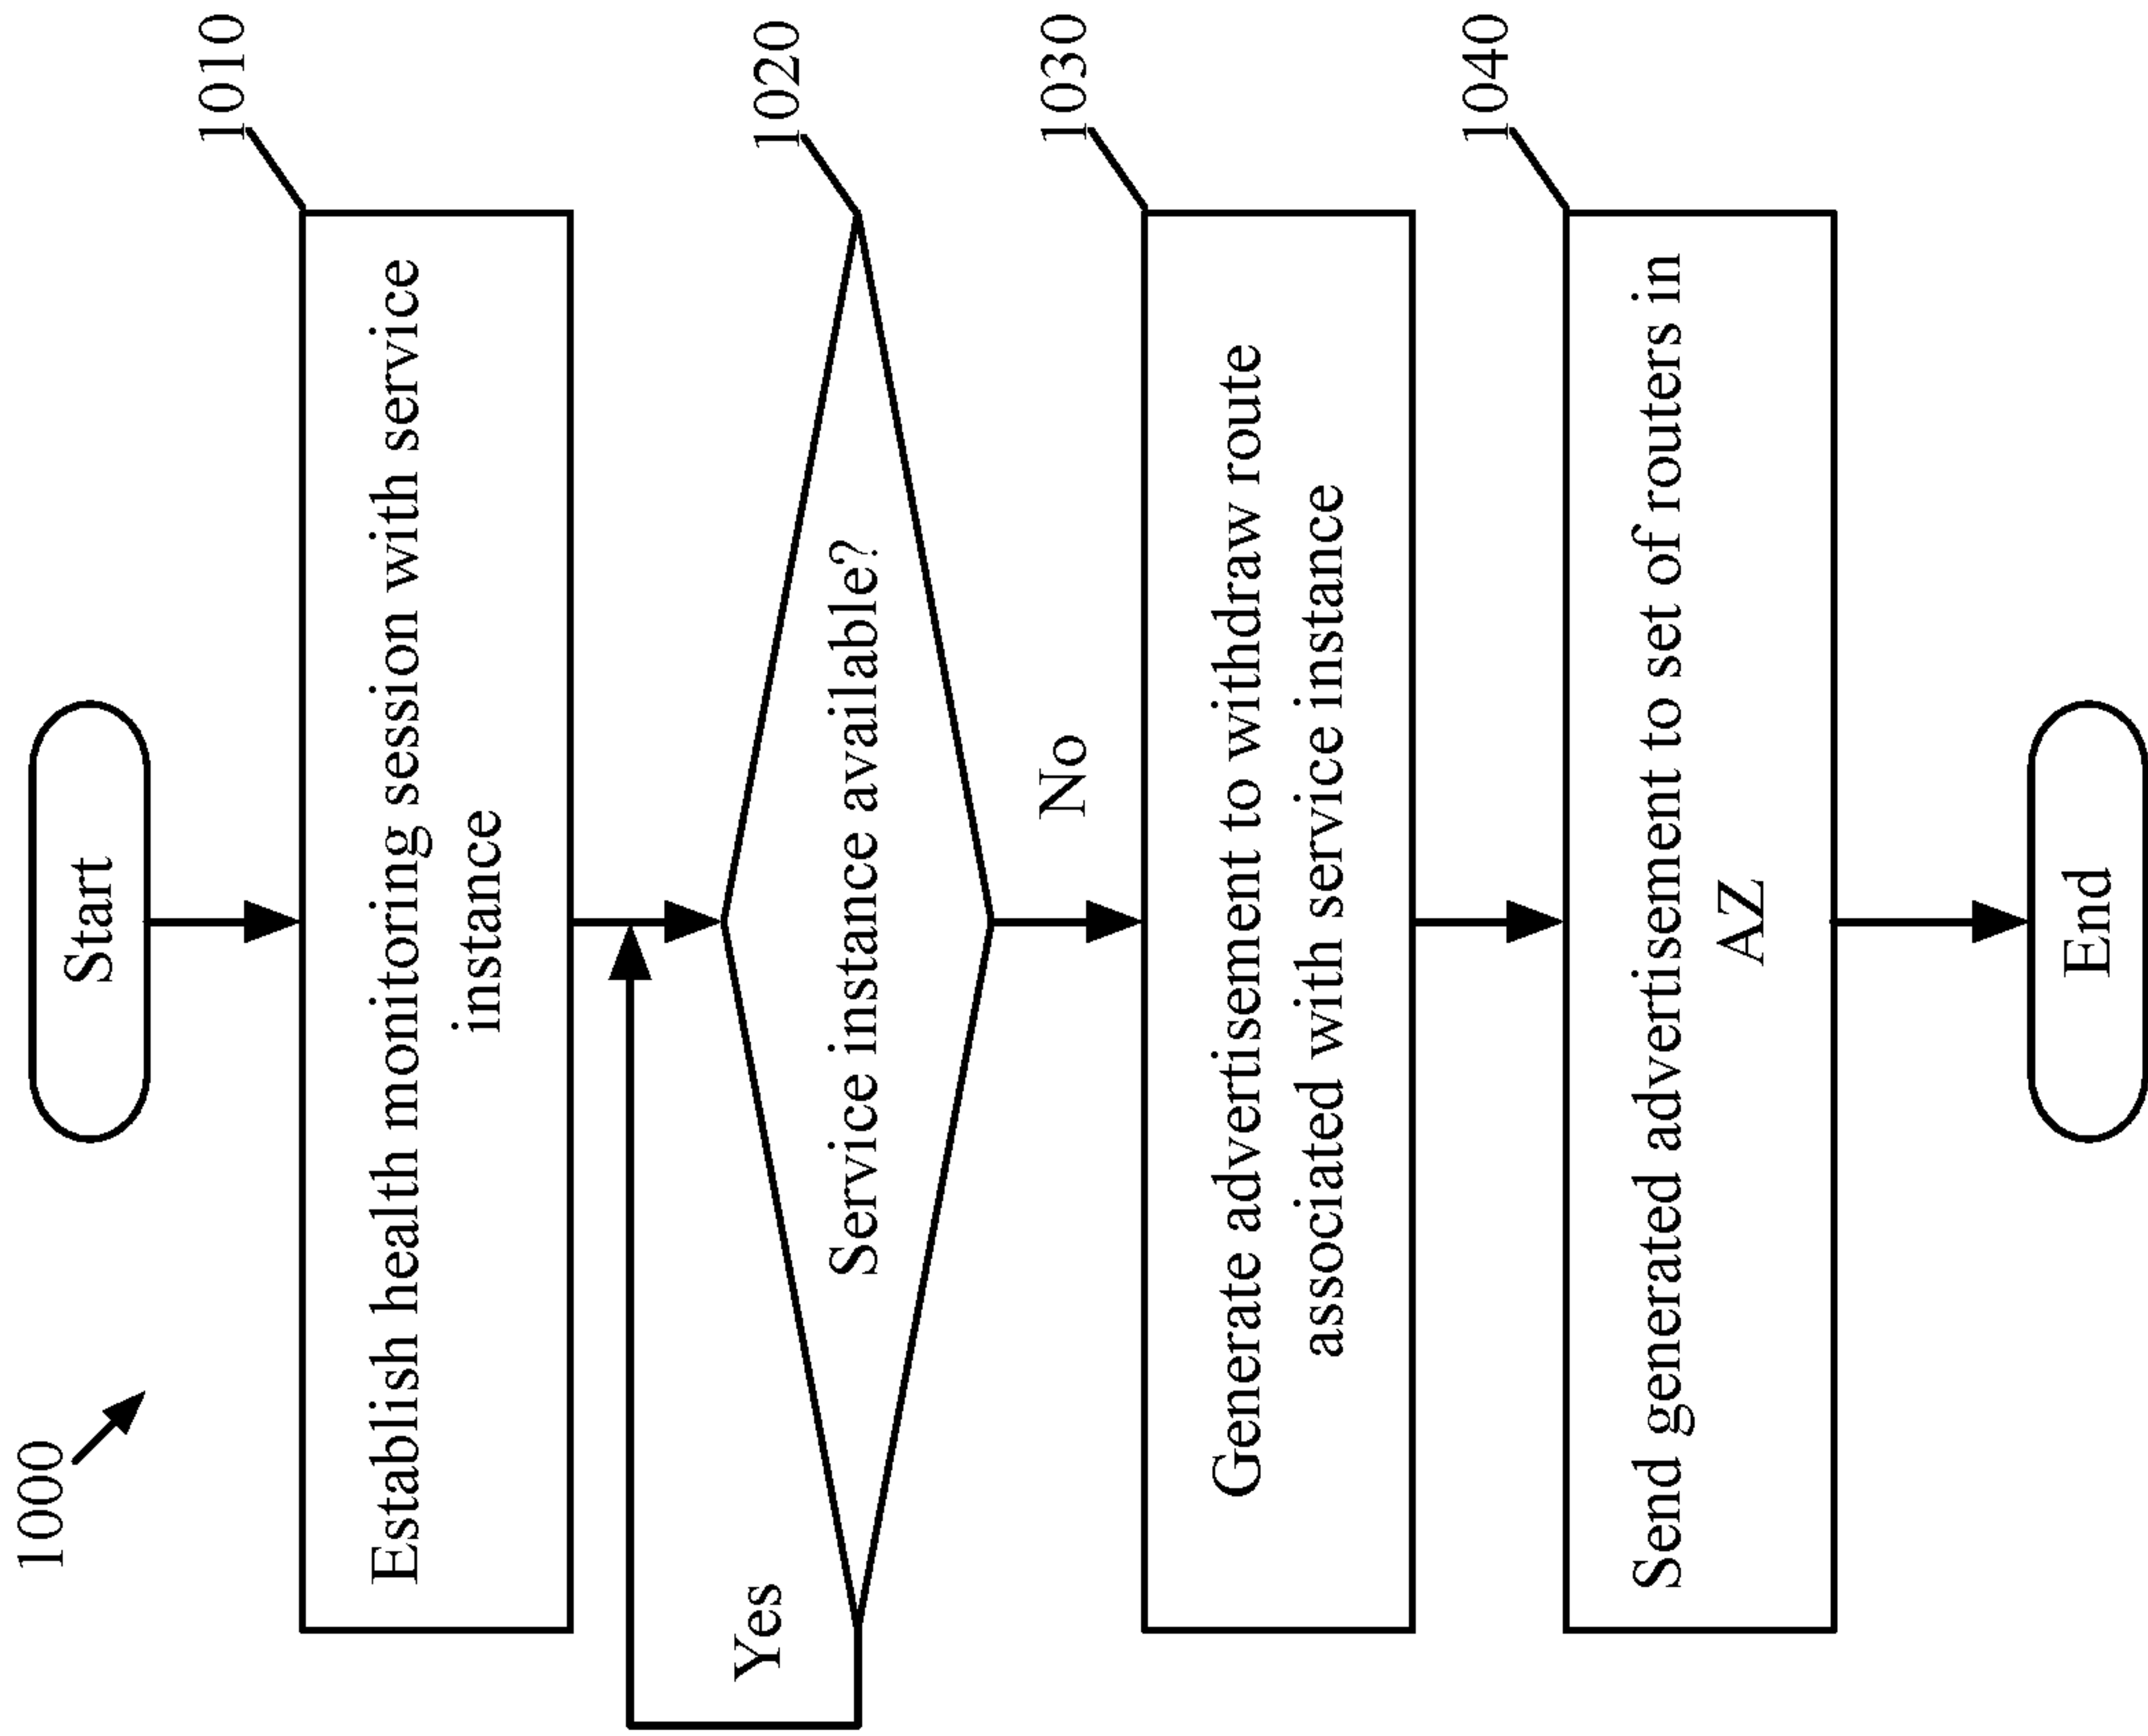 1000
Start
1010
Establish health monitoring session with service
instance
1020
Service instance available?
Yes
No
1030
Generate advertisement to withdraw route
associated with service instance
1040
Send generated advertisement to set of routers in
AZ
End